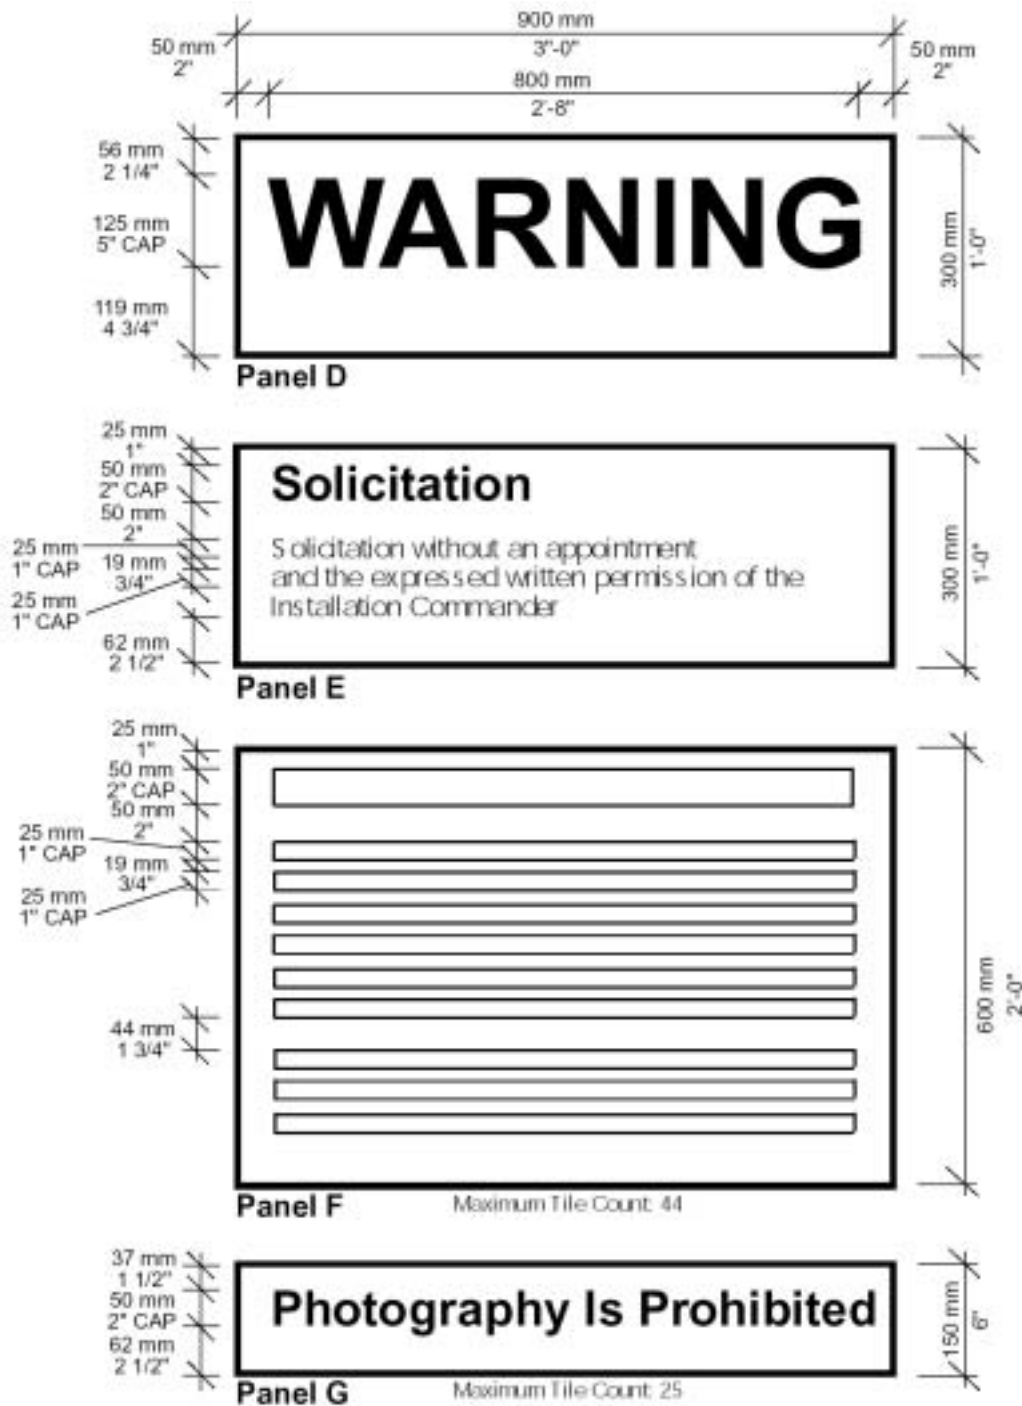 900 mm
3"-0"
50 mm
2"
50 mm
2"
800 mm
2'-8"
56 mm
2 1/4"
125 mm
5" CAP
119 mm
4 3/4"
WARNING
300 mm
1'-0"
Panel D
25 mm
1"
50 mm
2" CAP
50 mm
2"
25 mm
1" CAP
19 mm
3/4"
25 mm
1" CAP
62 mm
2 1/2"
Solicitation
Solicitation without an appointment
and the expressed written permission of the
Installation Commander
300 mm
1'-0"
Panel E
25 mm
1"
50 mm
2" CAP
50 mm
2"
25 mm
1" CAP
19 mm
3/4"
25 mm
1" CAP
44 mm
1 3/4"
600 mm
2'-0"
Panel F
Maximum Tile Count: 44
37 mm
1 1/2"
50 mm
2" CAP
62 mm
2 1/2"
Photography Is Prohibited
150 mm
6"
Panel G
Maximum Tile Count: 25